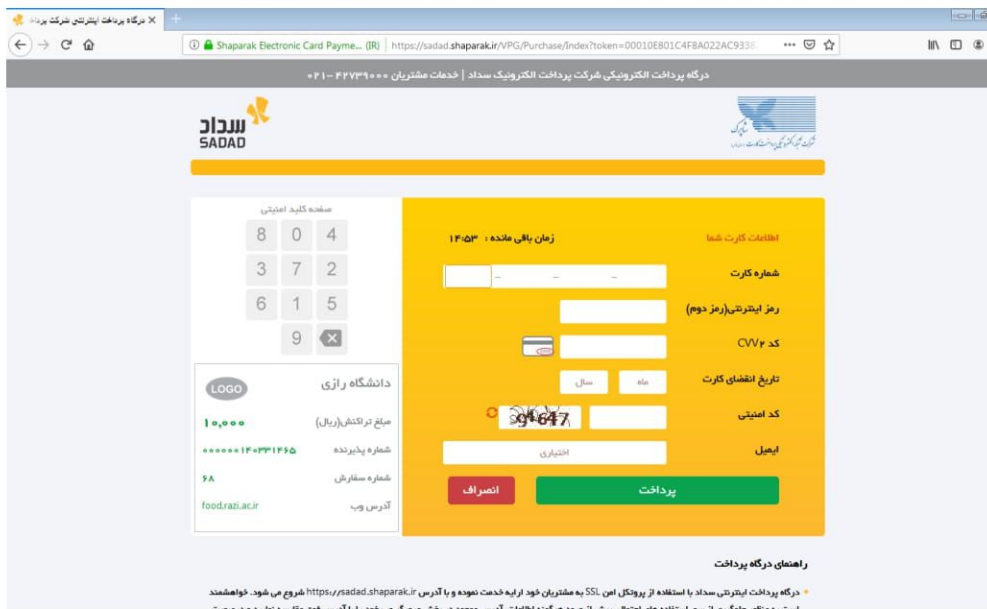 درگاه پرداخت اینترنتی شرکت پرداخت
Shaparak Electronic Card Payme... (IR) https://sadad.shaparak.ir/VPG/Purchase/Index?token=00010E801C4F8A022AC9338
درگاه پرداخت الکترونیکی شرکت پرداخت الکترونیک سداد | خدمات مشتریان ۴۲۷۳۹۰۰۰-۰۲۱
سداد
SADAD
شاپرک
صفحه کلید امنیتی
8 0 4
3 7 2
6 1 5
9
اطلاعات کارت شما
زمان باقی مانده : ۱۴:۵۳
شماره کارت
رمز اینترنتی(رمز دوم)
کد CVV۲
تاریخ انقضای کارت
ماه
سال
کد امنیتی
ایمیل
اختیاری
پرداخت
انصراف
دانشگاه رازی
LOGO
مبلغ تراکنش(ریال)
۱۰,۰۰۰
شماره پذیرنده
۰۰۰۰۰۰۱۴۰۳۳۱۴۶۵
شماره سفارش
۶۸
آدرس وب
food.razi.ac.ir
راهنمای درگاه پرداخت
درگاه پرداخت اینترنتی سداد با استفاده از پروتکل امن SSL به مشتریان خود ارایه خدمت نموده و با آدرس https://sadad.shaparak.ir شروع می شود. خواهشمند